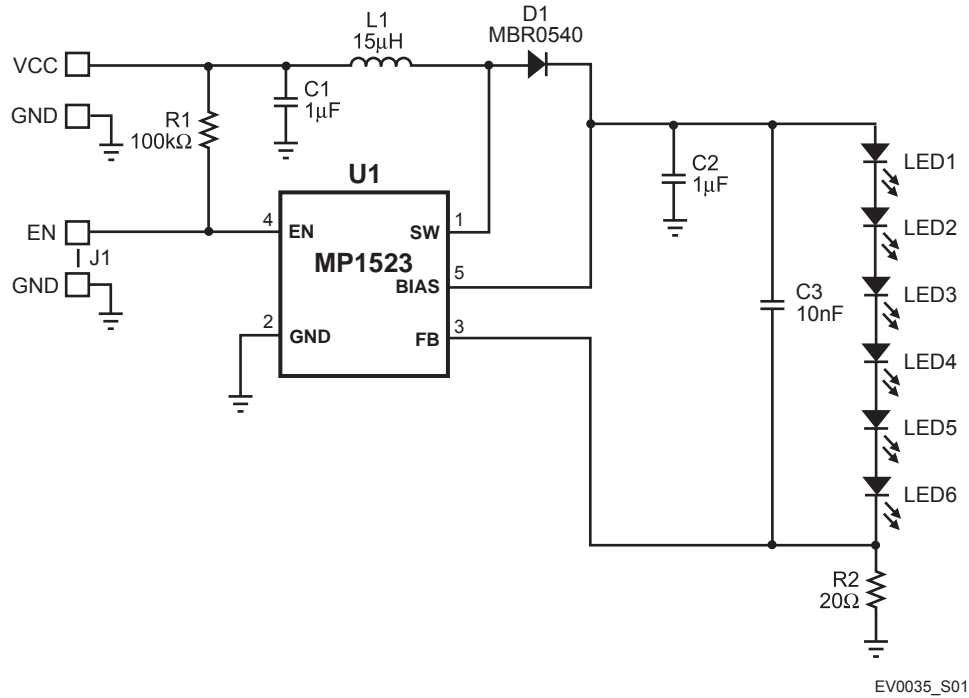 L1
15μH
D1
MBR0540
VCC
GND
R1
100kΩ
C1
1μF
U1
EN
J1
GND
4
EN
SW
1
MP1523
BIAS
5
2
GND
FB
3
C2
1μF
C3
10nF
LED1
LED2
LED3
LED4
LED5
LED6
R2
20Ω
EV0035_S01